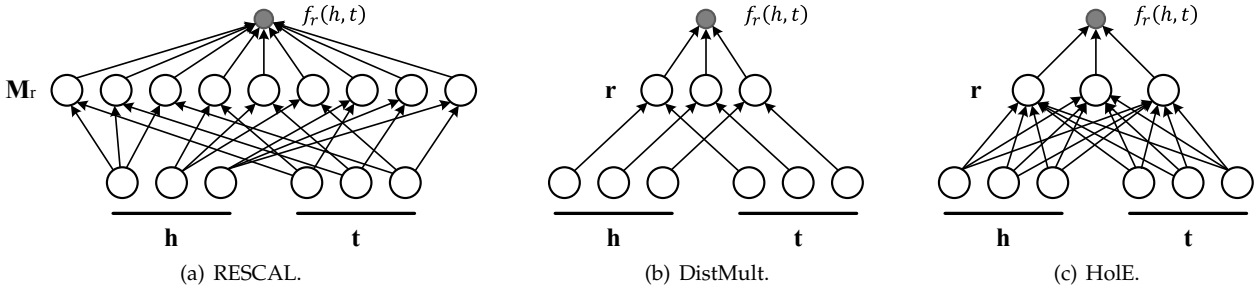 f_r(h, t)
M_r
h
t
(a) RESCAL.
f_r(h, t)
r
h
t
(b) DistMult.
f_r(h, t)
r
h
t
(c) HolE.